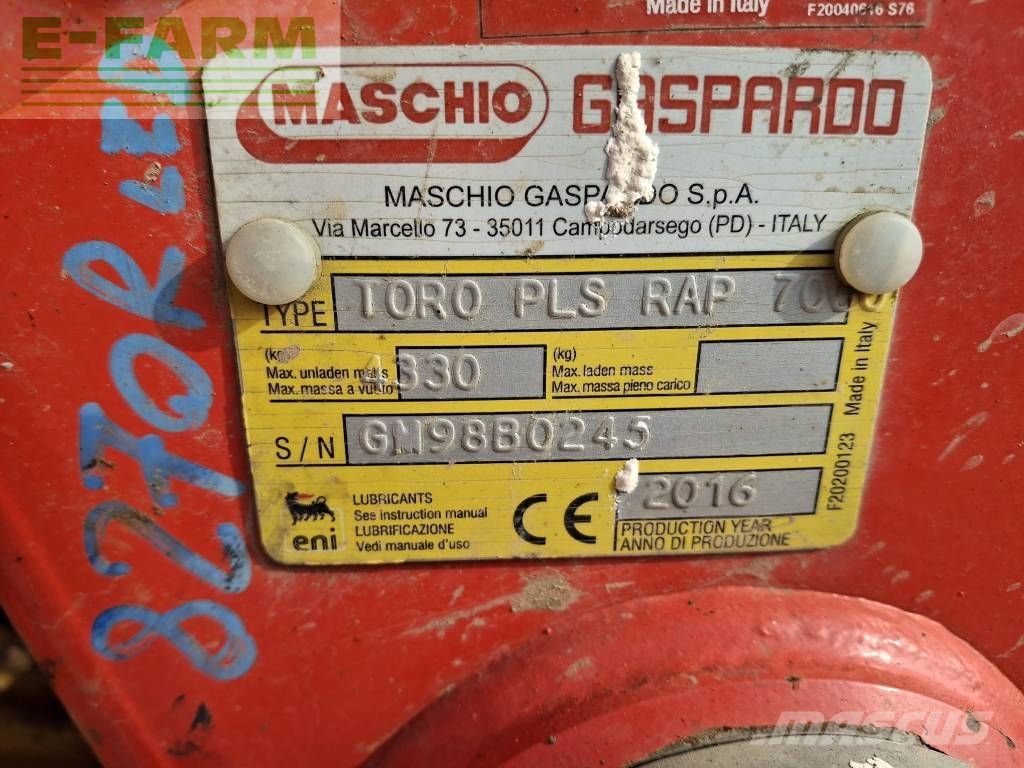 E-FARM
Made in Italy F20040616 S76
MASCHIO GASPARDO
MASCHIO GASPARDO S.p.A.
Via Marcello 73 - 35011 Campodarsego (PD) - ITALY
TYPE TORO PLS RAP 7000
(kg)
Max. unladen mass
Max. massa a vuoto
4330
(kg)
Max. laden mass
Max. massa pieno carico
S/N GM98B0245
F20200123 Made in Italy
eni
LUBRICANTS
See instruction manual
LUBRIFICAZIONE
Vedi manuale d'uso
CE
2016
PRODUCTION YEAR
ANNO DI PRODUZIONE
MASCUS